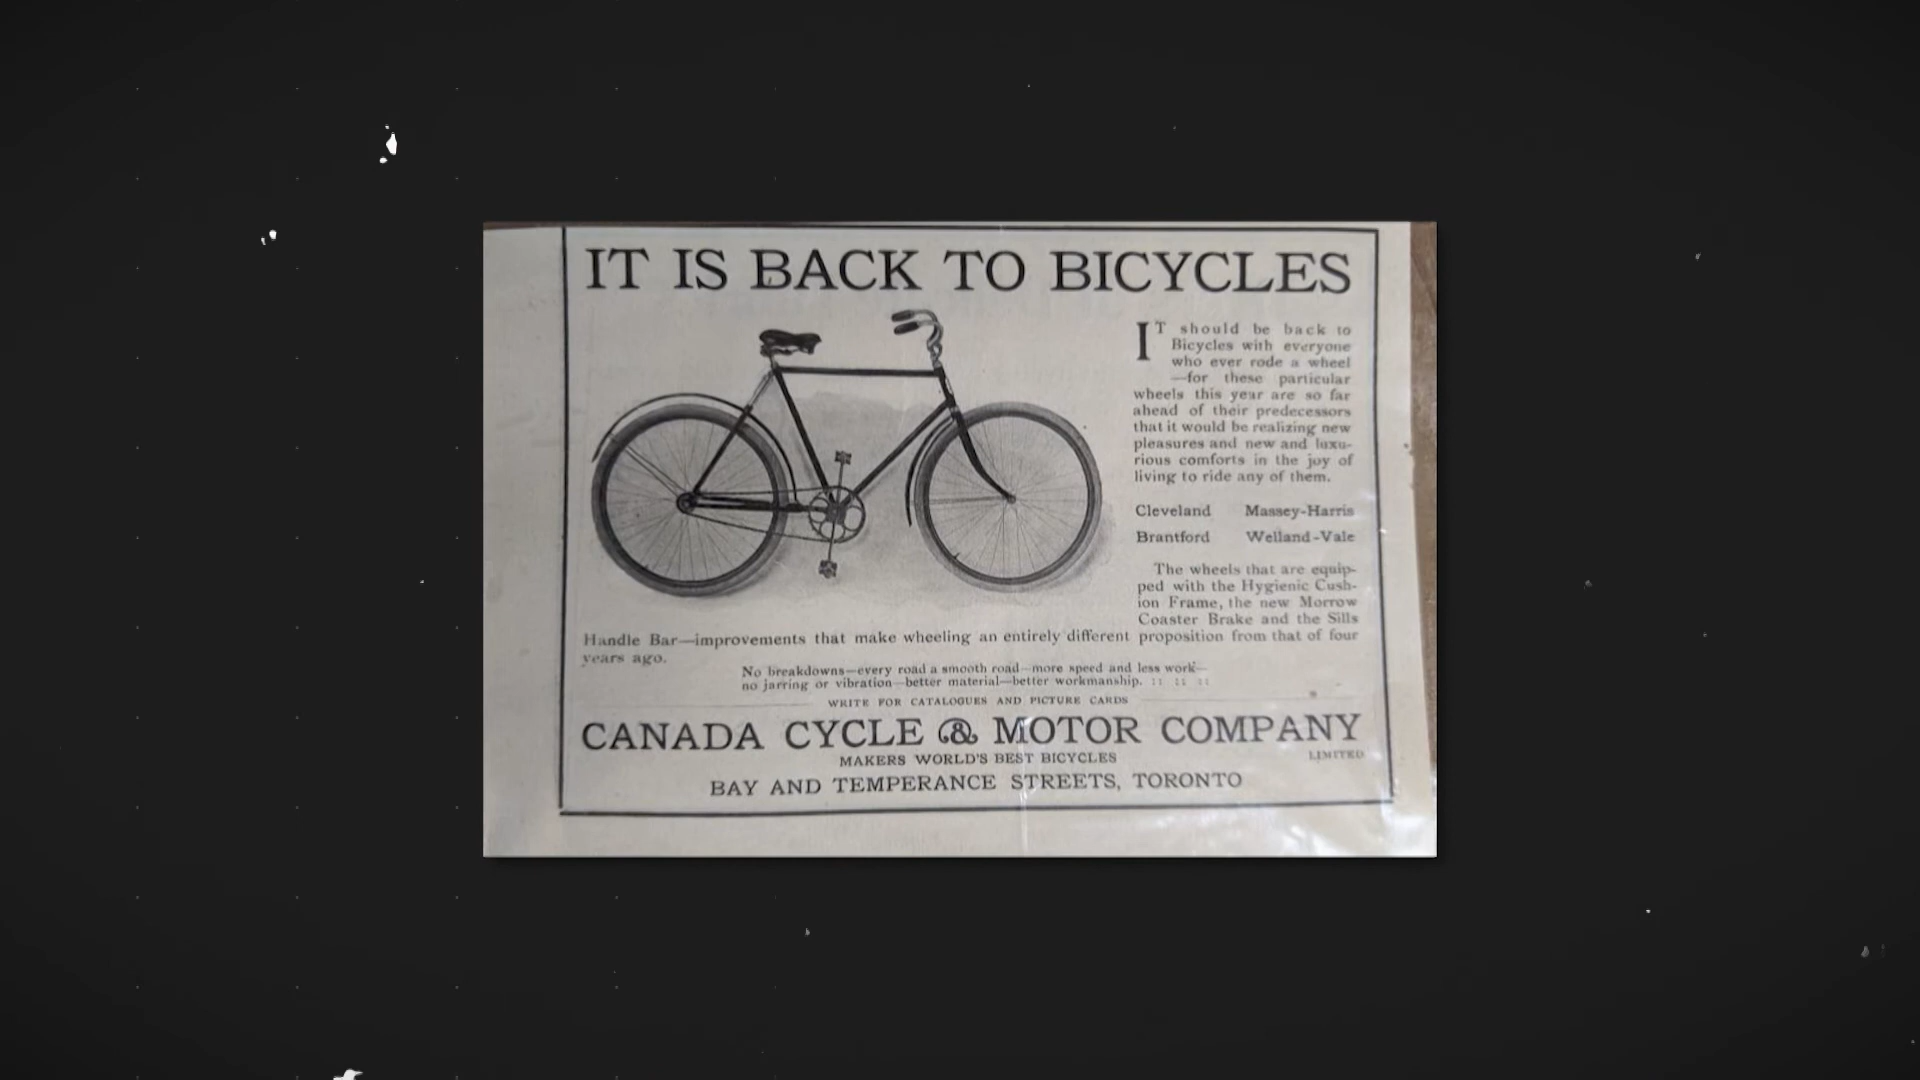 IT IS BACK TO BICYCLES
IT should be back to
Bicycles with everyone
who ever rode a wheel
—for these particular
wheels this year are so far
ahead of their predecessors
that it would be realizing new
pleasures and new and luxu-
rious comforts in the joy of
living to ride any of them.
Cleveland Massey-Harris
Brantford Welland-Vale
The wheels that are equip-
ped with the Hygienic Cush-
ion Frame, the new Morrow
Coaster Brake and the Sills
Handle Bar—improvements that make wheeling an entirely different proposition from that of four
years ago.
No breakdowns—every road a smooth road—more speed and less work—
no jarring or vibration—better material—better workmanship. :: :: ::
WRITE FOR CATALOGUES AND PICTURE CARDS
CANADA CYCLE & MOTOR COMPANY
LIMITED
MAKERS WORLD'S BEST BICYCLES
BAY AND TEMPERANCE STREETS, TORONTO